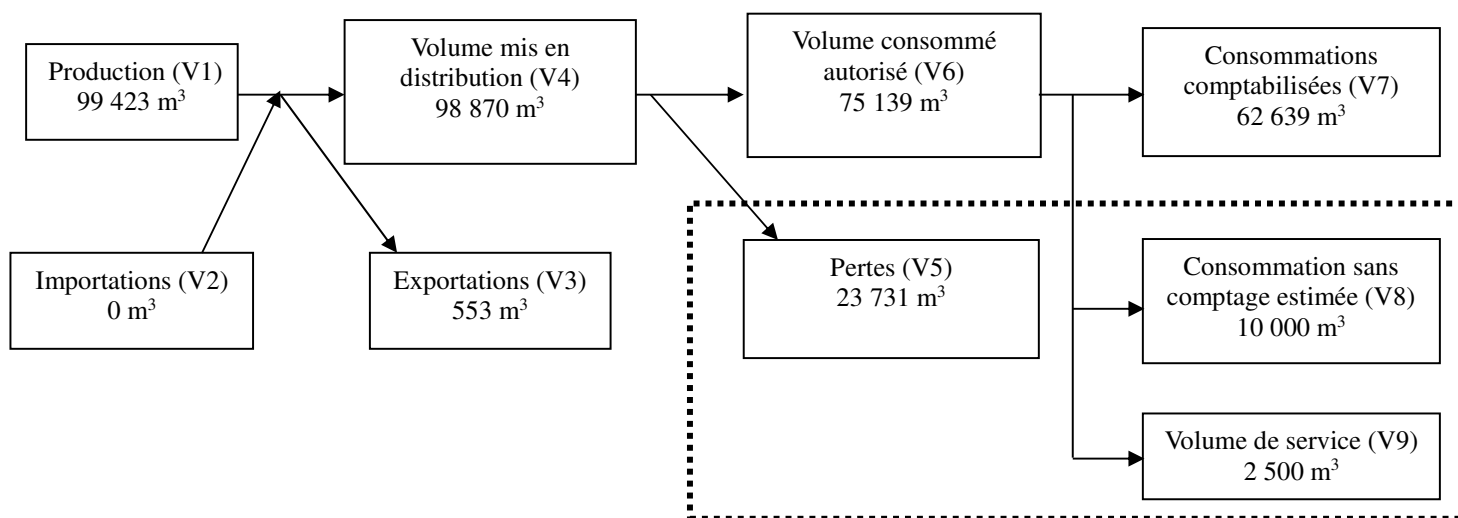 Production (V1)
99 423 m³
Volume mis en
distribution (V4)
98 870 m³
Volume consommé
autorisé (V6)
75 139 m³
Consommations
comptabilisées (V7)
62 639 m³
Importations (V2)
0 m³
Exportations (V3)
553 m³
Pertes (V5)
23 731 m³
Consommation sans
comptage estimée (V8)
10 000 m³
Volume de service (V9)
2 500 m³